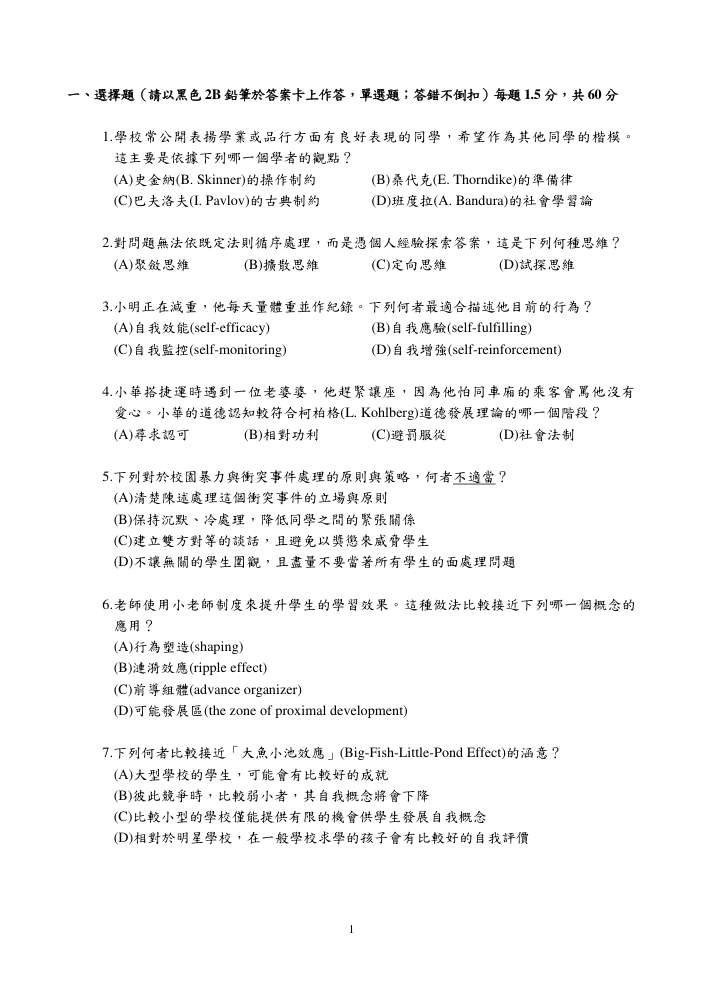 一、選擇題（請以黑色 2B 鉛筆於答案卡上作答，單選題；答錯不倒扣）每題 1.5 分，共 60 分
1.學校常公開表揚學業或品行方面有良好表現的同學，希望作為其他同學的楷模。
這主要是依據下列哪一個學者的觀點？
(A)史金納(B. Skinner)的操作制約 (B)桑代克(E. Thorndike)的準備律
(C)巴夫洛夫(I. Pavlov)的古典制約 (D)班度拉(A. Bandura)的社會學習論
2.對問題無法依既定法則循序處理，而是憑個人經驗探索答案，這是下列何種思維？
(A)聚斂思維 (B)擴散思維 (C)定向思維 (D)試探思維
3.小明正在減重，他每天量體重並作紀錄。下列何者最適合描述他目前的行為？
(A)自我效能(self-efficacy) (B)自我應驗(self-fulfilling)
(C)自我監控(self-monitoring) (D)自我增強(self-reinforcement)
4.小華搭捷運時遇到一位老婆婆，他趕緊讓座，因為他怕同車廂的乘客會罵他沒有
愛心。小華的道德認知較符合柯柏格(L. Kohlberg)道德發展理論的哪一個階段？
(A)尋求認可 (B)相對功利 (C)避罰服從 (D)社會法制
5.下列對於校園暴力與衝突事件處理的原則與策略，何者不適當？
(A)清楚陳述處理這個衝突事件的立場與原則
(B)保持沉默、冷處理，降低同學之間的緊張關係
(C)建立雙方對等的談話，且避免以獎懲來威脅學生
(D)不讓無關的學生圍觀，且盡量不要當著所有學生的面處理問題
6.老師使用小老師制度來提升學生的學習效果。這種做法比較接近下列哪一個概念的
應用？
(A)行為塑造(shaping)
(B)漣漪效應(ripple effect)
(C)前導組體(advance organizer)
(D)可能發展區(the zone of proximal development)
7.下列何者比較接近「大魚小池效應」(Big-Fish-Little-Pond Effect)的涵意？
(A)大型學校的學生，可能會有比較好的成就
(B)彼此競爭時，比較弱小者，其自我概念將會下降
(C)比較小型的學校僅能提供有限的機會供學生發展自我概念
(D)相對於明星學校，在一般學校求學的孩子會有比較好的自我評價
1